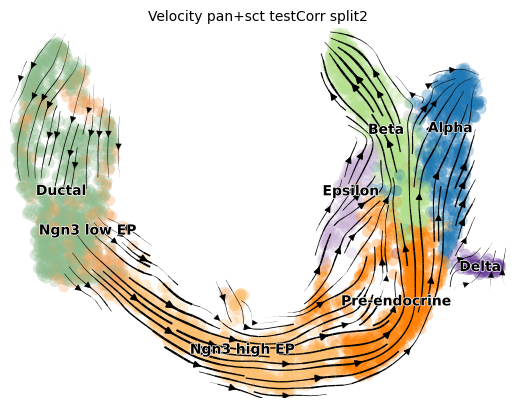 Velocity pan+sct testCorr split2
Beta
Alpha
Ductal
Epsilon
Ngn3 low EP
Delta
Pre-endocrine
Ngn3 high EP